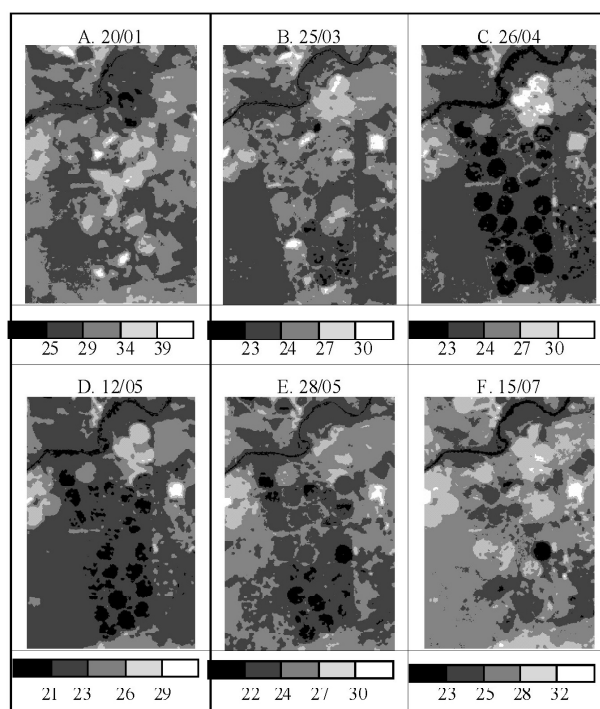 A. 20/01
B. 25/03
C. 26/04
25 29 34 39
23 24 27 30
23 24 27 30
D. 12/05
E. 28/05
F. 15/07
21 23 26 29
22 24 27 30
23 25 28 32